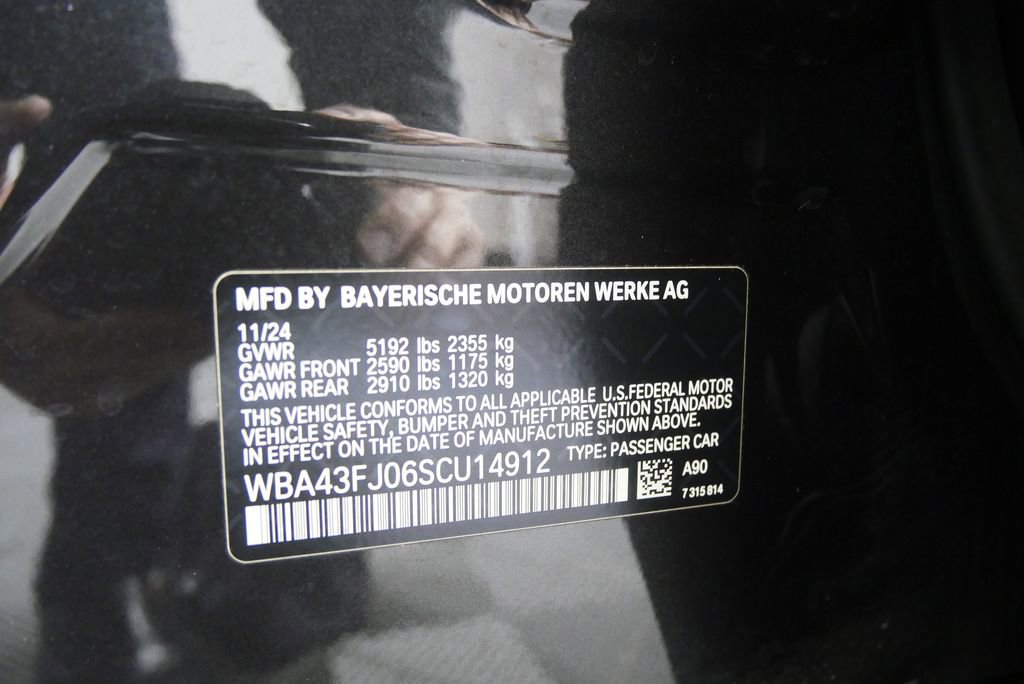 MFD BY BAYERISCHE MOTOREN WERKE AG
11/24
GVWR 5192 lbs 2355 kg
GAWR FRONT 2590 lbs 1175 kg
GAWR REAR 2910 lbs 1320 kg
THIS VEHICLE CONFORMS TO ALL APPLICABLE U.S.FEDERAL MOTOR
VEHICLE SAFETY, BUMPER AND THEFT PREVENTION STANDARDS
IN EFFECT ON THE DATE OF MANUFACTURE SHOWN ABOVE.
WBA43FJ06SCU14912 TYPE: PASSENGER CAR
A90
7 315 814